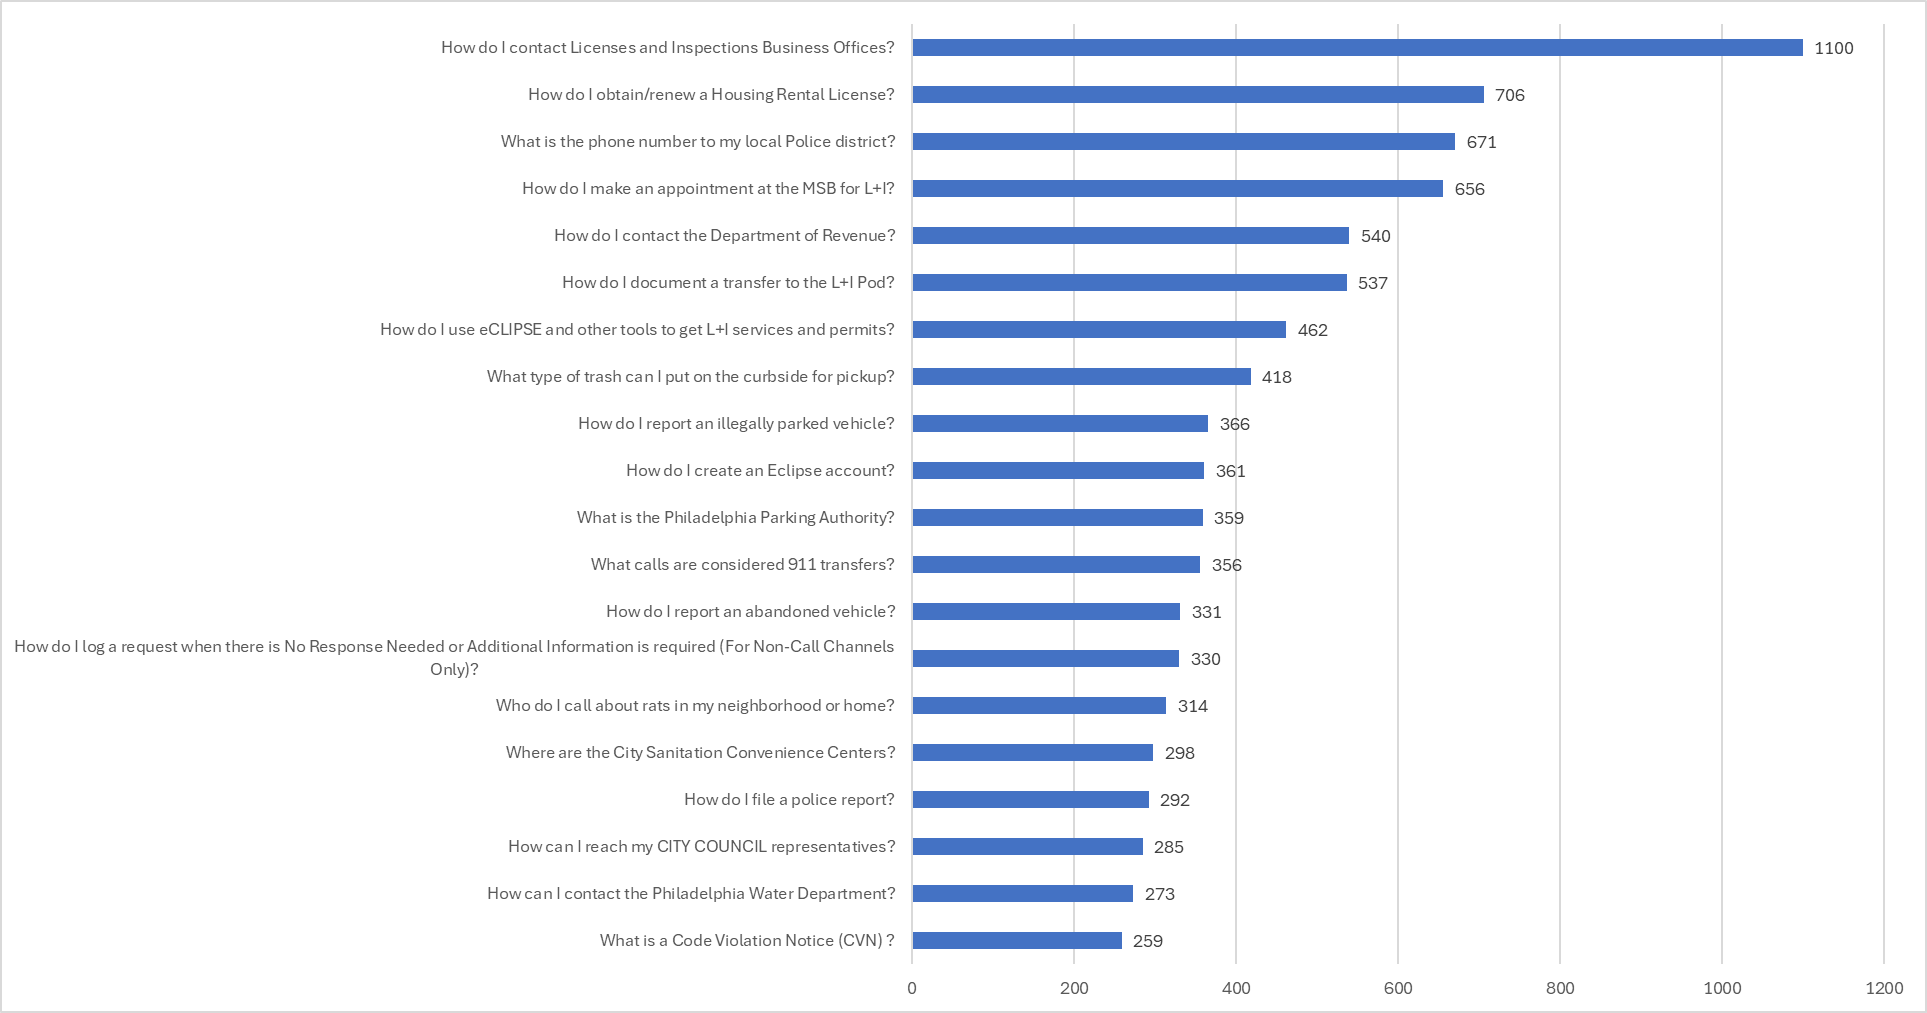 How do I contact Licenses and Inspections Business Offices? 1100
How do I obtain/renew a Housing Rental License? 706
What is the phone number to my local Police district? 671
How do I make an appointment at the MSB for L+I? 656
How do I contact the Department of Revenue? 540
How do I document a transfer to the L+I Pod? 537
How do I use eCLIPSE and other tools to get L+I services and permits? 462
What type of trash can I put on the curbside for pickup? 418
How do I report an illegally parked vehicle? 366
How do I create an Eclipse account? 361
What is the Philadelphia Parking Authority? 359
What calls are considered 911 transfers? 356
How do I report an abandoned vehicle? 331
How do I log a request when there is No Response Needed or Additional Information is required (For Non-Call Channels
Only)? 330
Who do I call about rats in my neighborhood or home? 314
Where are the City Sanitation Convenience Centers? 298
How do I file a police report? 292
How can I reach my CITY COUNCIL representatives? 285
How can I contact the Philadelphia Water Department? 273
What is a Code Violation Notice (CVN) ? 259
0 200 400 600 800 1000 1200